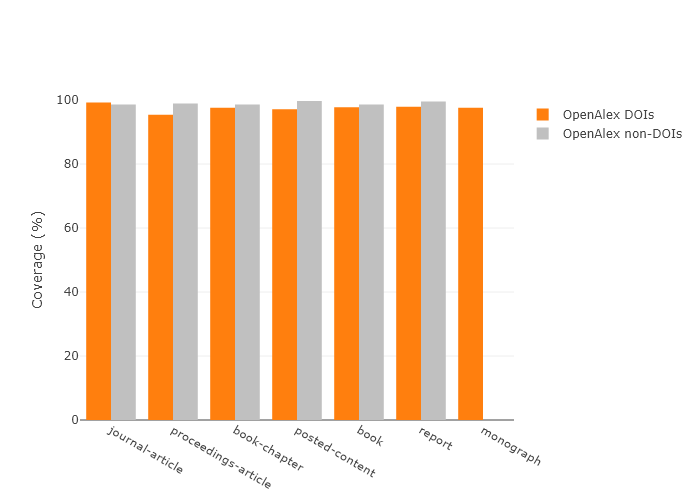 100
80
60
40
20
0
Coverage (%)
journal-article
proceedings-article
book-chapter
posted-content
book
report
monograph
OpenAlex DOIs
OpenAlex non-DOIs